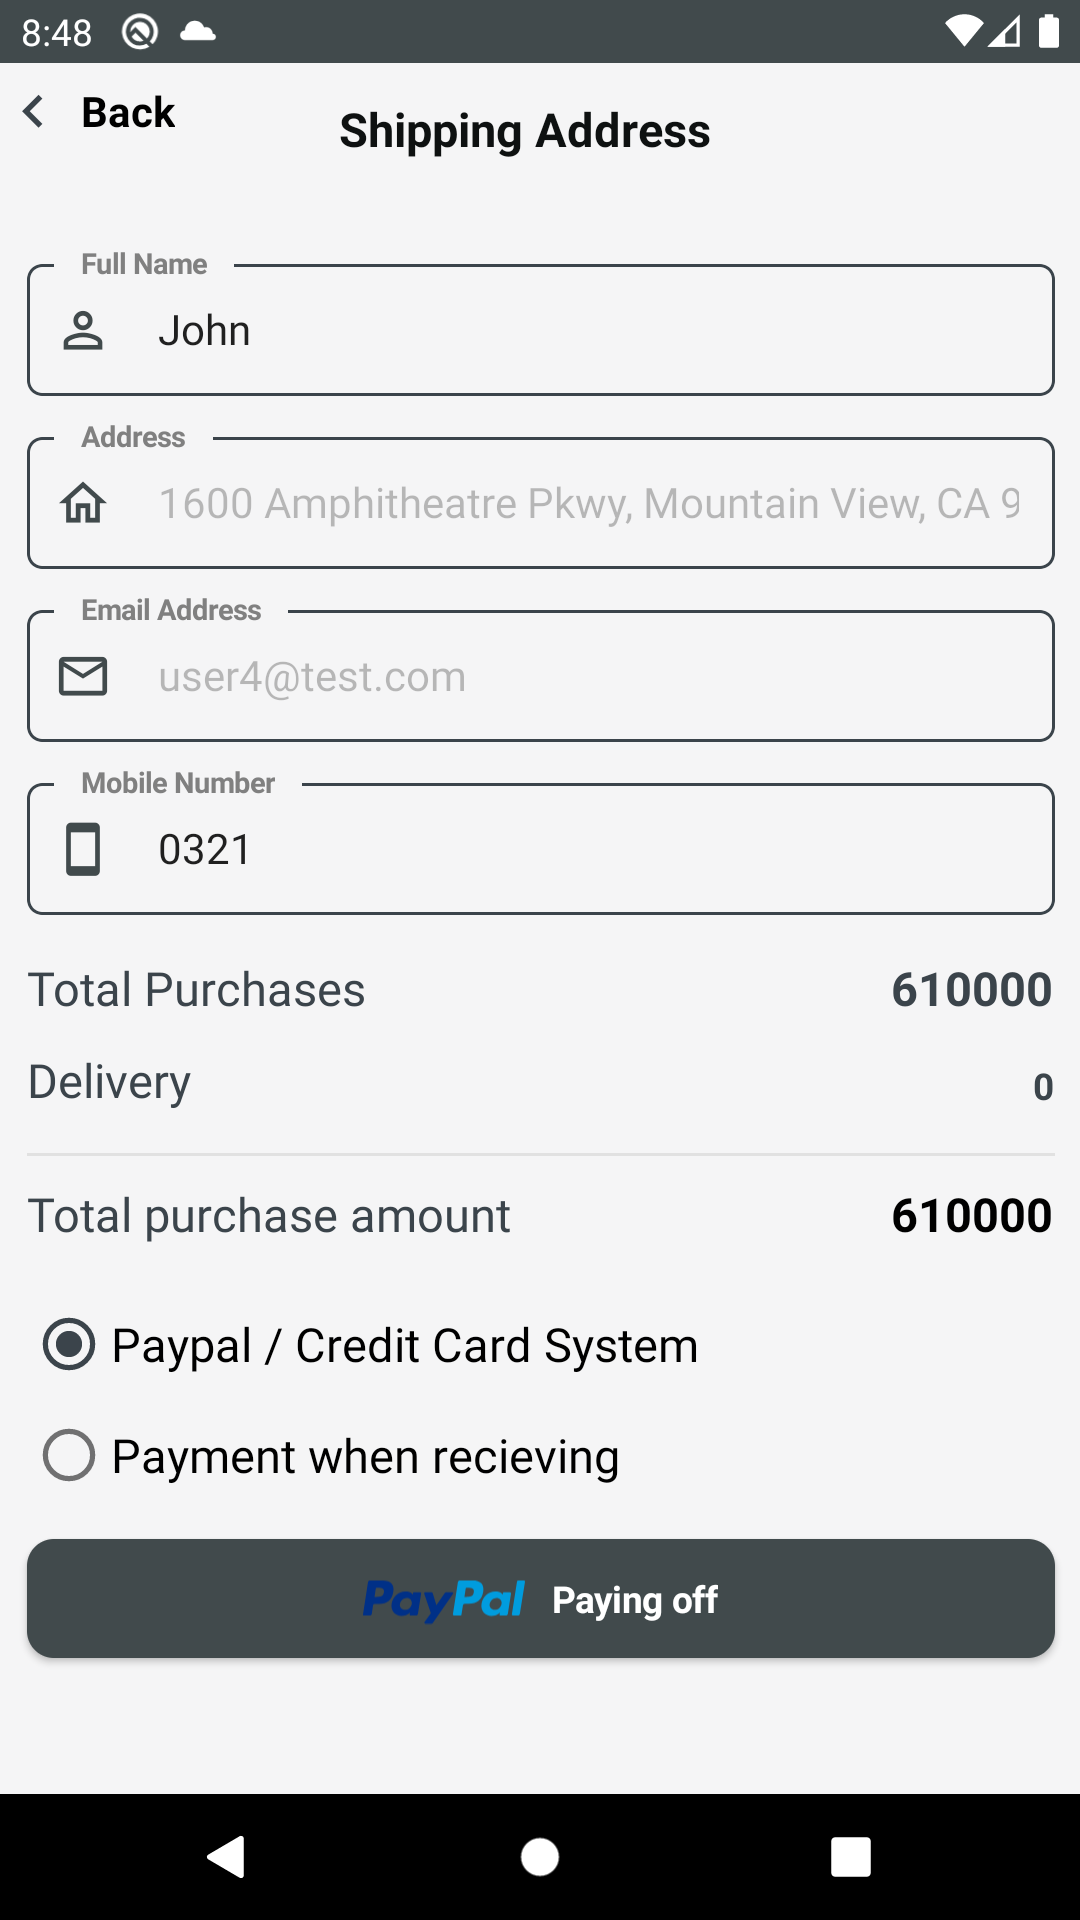 8:48
Back
Shipping Address
Full Name
John
Address
1600 Amphitheatre Pkwy, Mountain View, CA 9
Email Address
user4@test.com
Mobile Number
0321
Total Purchases 610000
Delivery 0
Total purchase amount 610000
Paypal / Credit Card System
Payment when recieving
PayPal Paying off